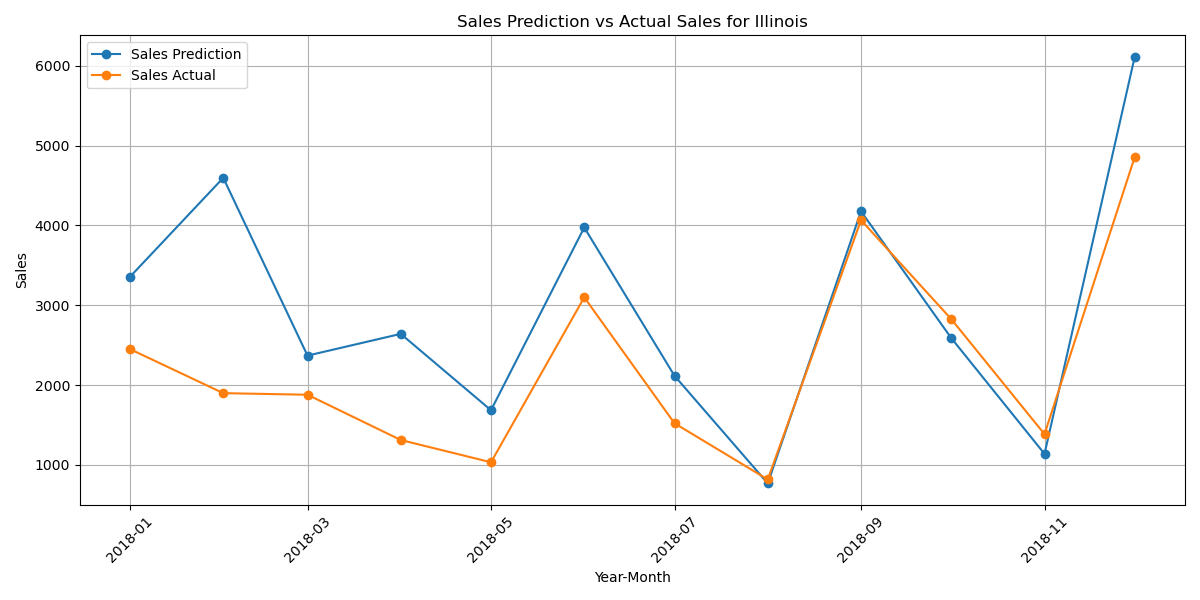 Sales Prediction vs Actual Sales for Illinois
Sales Prediction
Sales Actual
6000
5000
4000
3000
2000
1000
Sales
2018-01
2018-03
2018-05
2018-07
2018-09
2018-11
Year-Month